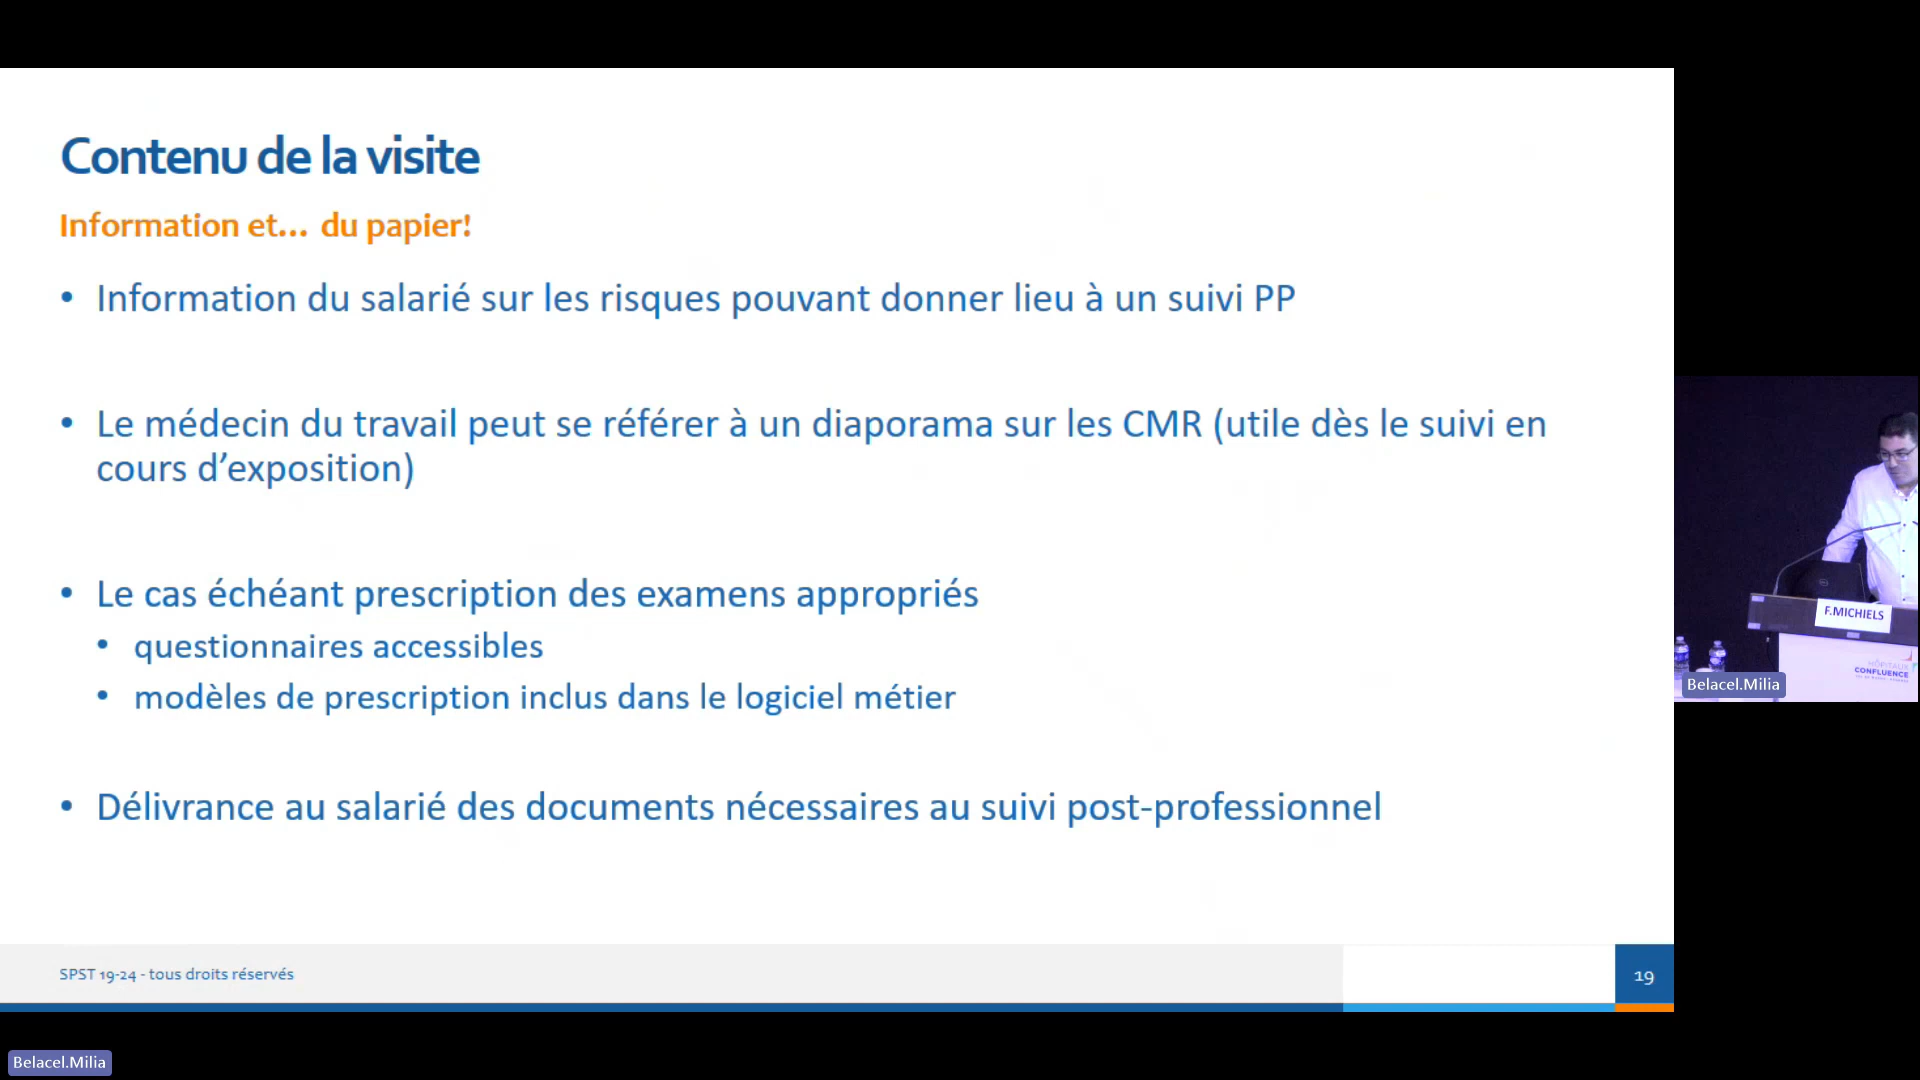 Contenu de la visite
Information et... du papier!
• Information du salarié sur les risques pouvant donner lieu à un suivi PP
• Le médecin du travail peut se référer à un diaporama sur les CMR (utile dès le suivi en
cours d’exposition)
• Le cas échéant prescription des examens appropriés
• questionnaires accessibles
• modèles de prescription inclus dans le logiciel métier
• Délivrance au salarié des documents nécessaires au suivi post-professionnel
SPST 19-24 - tous droits réservés
19
F.MICHIELS
HÔPITAUX
CONFLUENCE
Belacel.Milia
Belacel.Milia